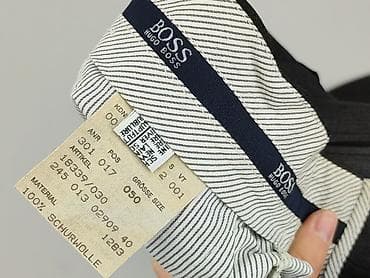 BOSS
HUGO BOSS
BOSS
HUGO BOSS
KDN
00
ANR POS VT
301 017 2
ARTIKEL S
18339/030 001
GRÖSSE SIZE
050
245 013 02909 40
MATERIAL 1283
100% SCHURWOLLE